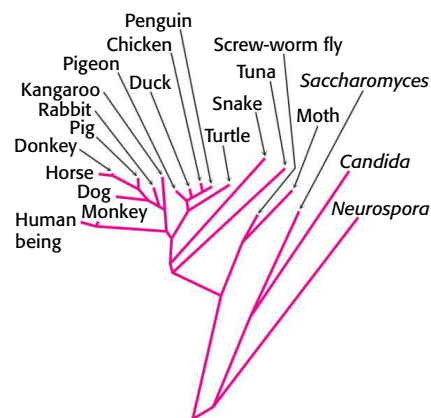 Penguin
Chicken
Pigeon
Duck
Kangaroo
Rabbit
Pig
Donkey
Horse
Dog
Monkey
Human
being
Screw-worm fly
Tuna
Snake
Turtle
Saccharomyces
Moth
Candida
Neurospora